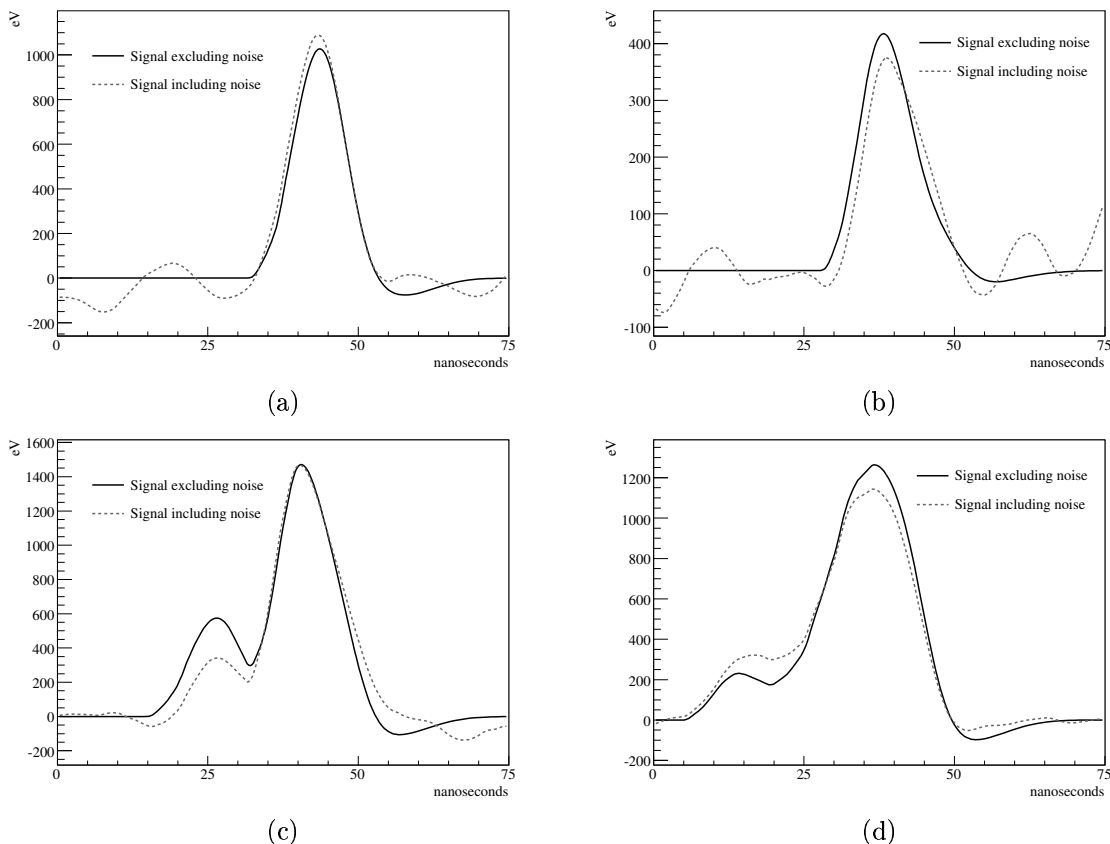 eV
1000
800
600
400
200
0
-200
Signal excluding noise
Signal including noise
0 25 50 75
nanoseconds
(a)
eV
400
300
200
100
0
-100
Signal excluding noise
Signal including noise
0 25 50 75
nanoseconds
(b)
eV
1600
1400
1200
1000
800
600
400
200
0
-200
Signal excluding noise
Signal including noise
0 25 50 75
nanoseconds
(c)
eV
1200
1000
800
600
400
200
0
-200
Signal excluding noise
Signal including noise
0 25 50 75
nanoseconds
(d)